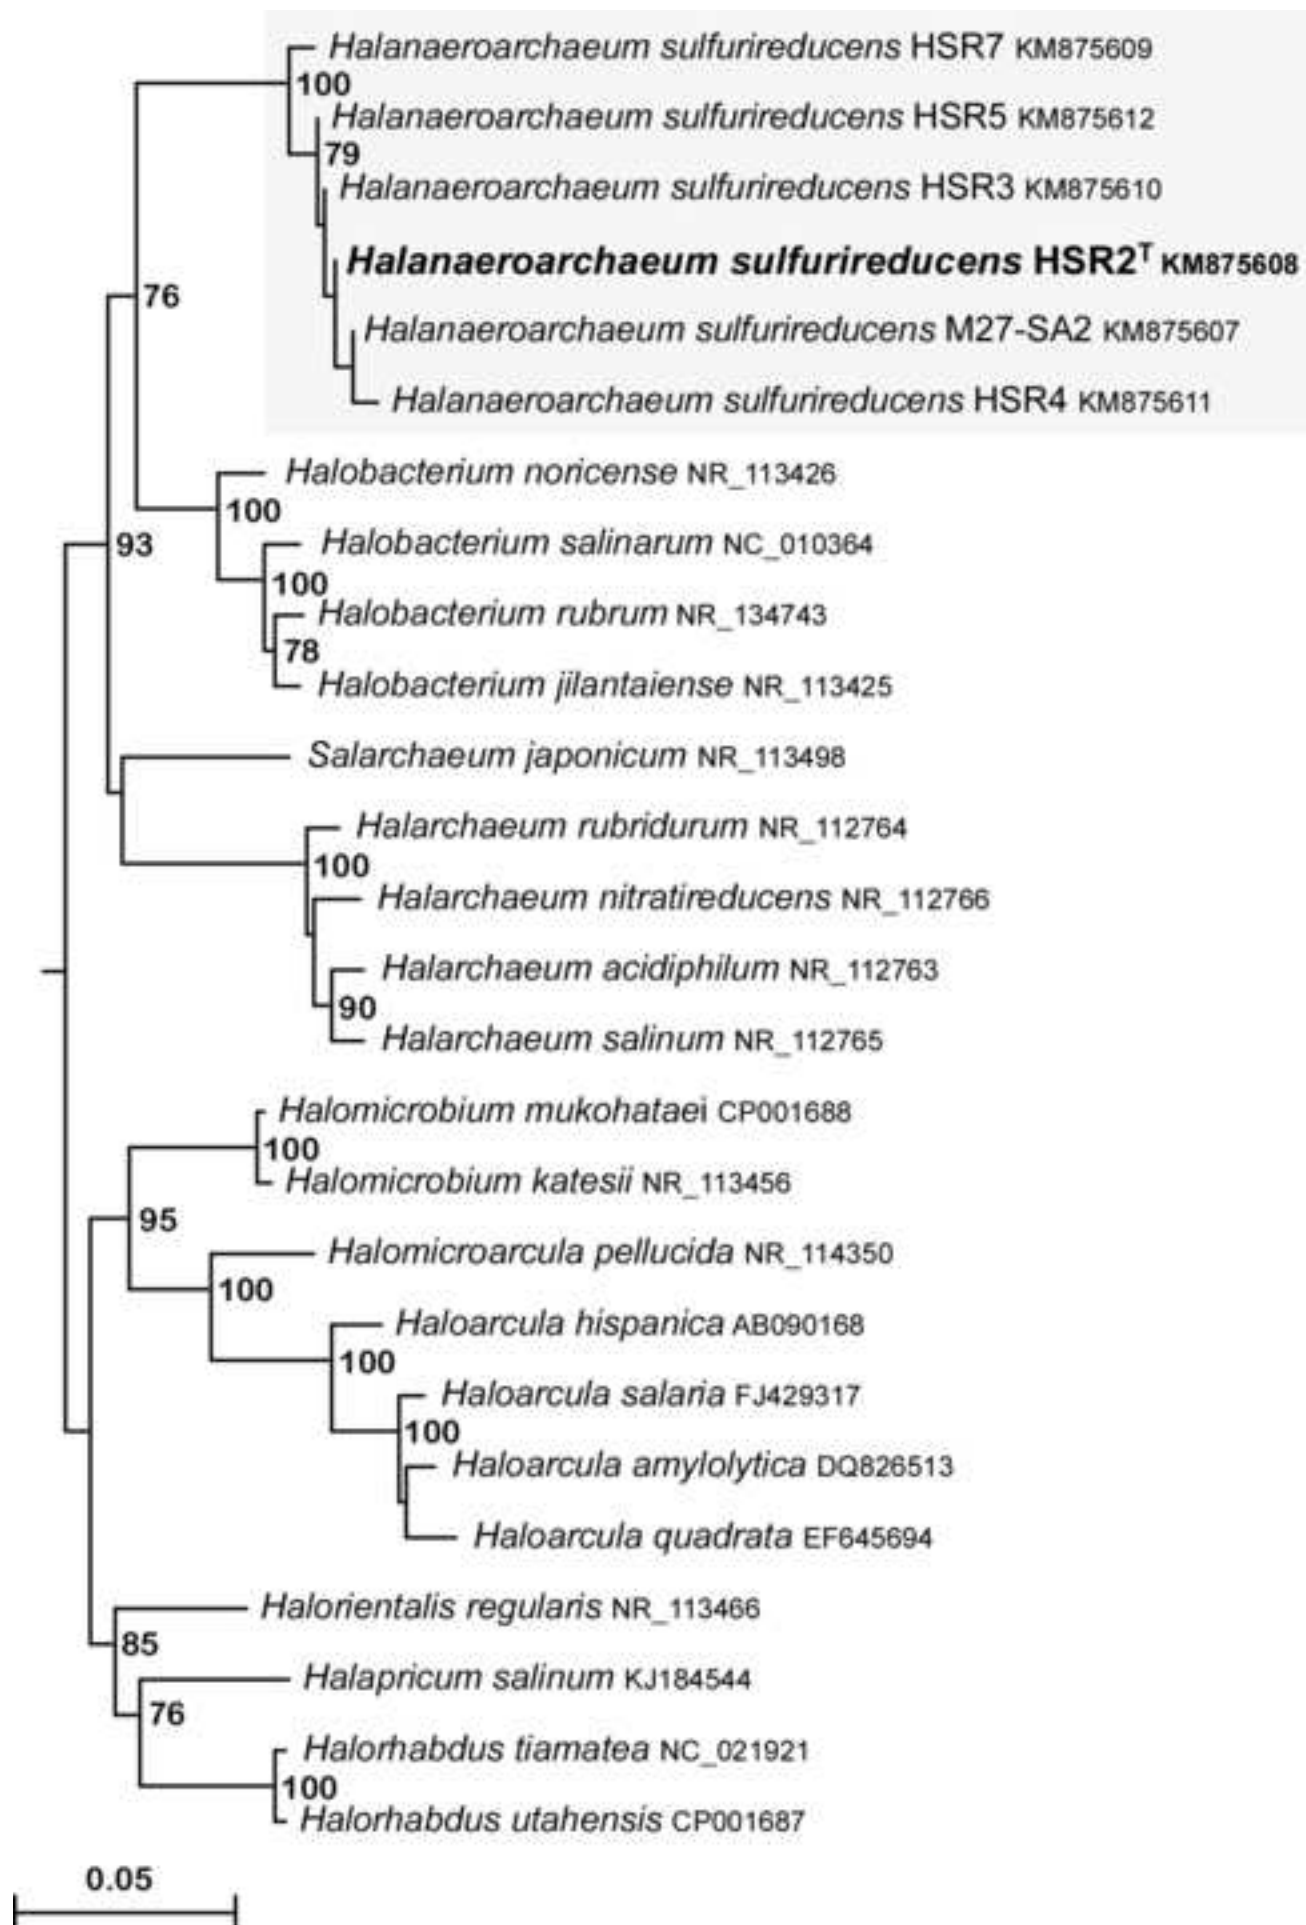 Halanaeroarchaeum sulfurireducens HSR7 KM875609
100
Halanaeroarchaeum sulfurireducens HSR5 KM875612
79
Halanaeroarchaeum sulfurireducens HSR3 KM875610
Halanaeroarchaeum sulfurireducens HSR2ᵀ KM875608
76
Halanaeroarchaeum sulfurireducens M27-SA2 KM875607
Halanaeroarchaeum sulfurireducens HSR4 KM875611
Halobacterium noricense NR_113426
100
93
Halobacterium salinarum NC_010364
100
Halobacterium rubrum NR_134743
78
Halobacterium jilantaiense NR_113425
Salarchaeum japonicum NR_113498
Halarchaeum rubridurum NR_112764
100
Halarchaeum nitratireducens NR_112766
Halarchaeum acidiphilum NR_112763
90
Halarchaeum salinum NR_112765
Halomicrobium mukohataei CP001688
100
Halomicrobium katesii NR_113456
95
Halomicroarcula pellucida NR_114350
100
Haloarcula hispanica AB090168
100
Haloarcula salaria FJ429317
100
Haloarcula amylolytica DQ826513
Haloarcula quadrata EF645694
Halorientalis regularis NR_113466
85
Halapricum salinum KJ184544
76
Halorhabdus tiamatea NC_021921
100
Halorhabdus utahensis CP001687
0.05